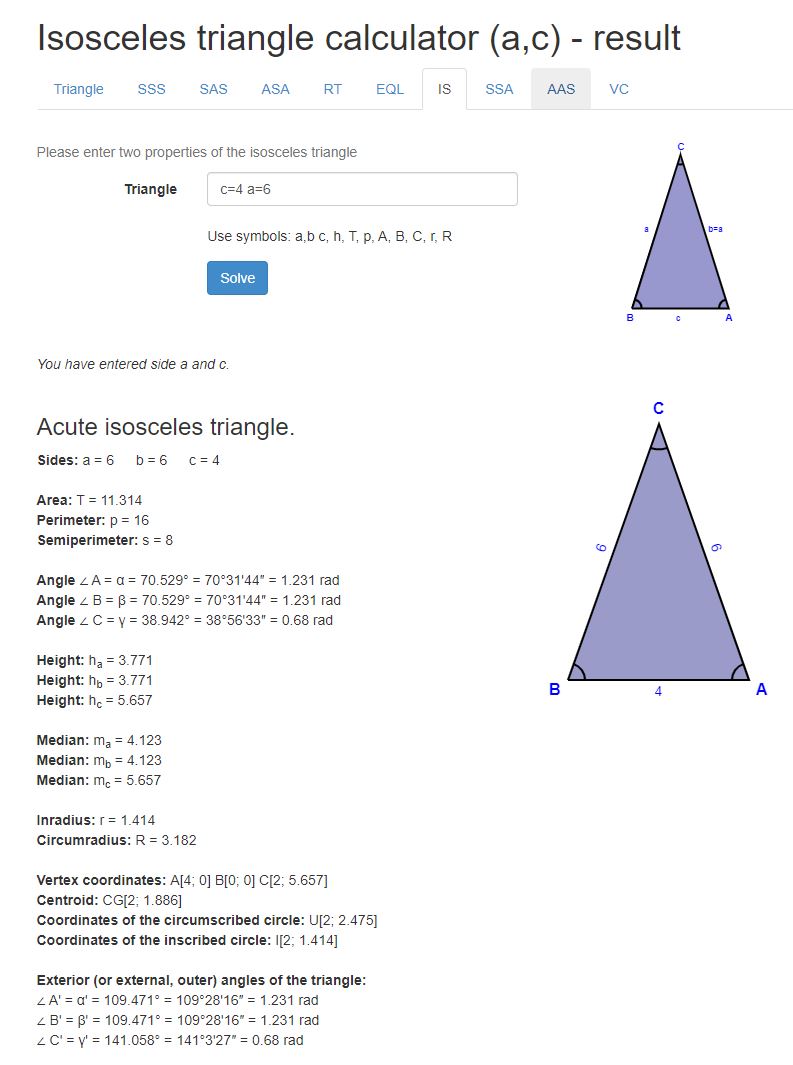 Isosceles triangle calculator (a,c) - result
Triangle SSS SAS ASA RT EQL IS SSA AAS VC
Please enter two properties of the isosceles triangle
Triangle c=4 a=6
Use symbols: a,b c, h, T, p, A, B, C, r, R
Solve
C
a b=a
B c A
You have entered side a and c.
Acute isosceles triangle.
Sides: a = 6 b = 6 c = 4
Area: T = 11.314
Perimeter: p = 16
Semiperimeter: s = 8
Angle ∠ A = α = 70.529° = 70°31'44″ = 1.231 rad
Angle ∠ B = β = 70.529° = 70°31'44″ = 1.231 rad
Angle ∠ C = γ = 38.942° = 38°56'33″ = 0.68 rad
Height: ha = 3.771
Height: hb = 3.771
Height: hc = 5.657
Median: ma = 4.123
Median: mb = 4.123
Median: mc = 5.657
Inradius: r = 1.414
Circumradius: R = 3.182
Vertex coordinates: A[4; 0] B[0; 0] C[2; 5.657]
Centroid: CG[2; 1.886]
Coordinates of the circumscribed circle: U[2; 2.475]
Coordinates of the inscribed circle: I[2; 1.414]
Exterior (or external, outer) angles of the triangle:
∠ A' = α' = 109.471° = 109°28'16″ = 1.231 rad
∠ B' = β' = 109.471° = 109°28'16″ = 1.231 rad
∠ C' = γ' = 141.058° = 141°3'27″ = 0.68 rad
C
6 6
B 4 A